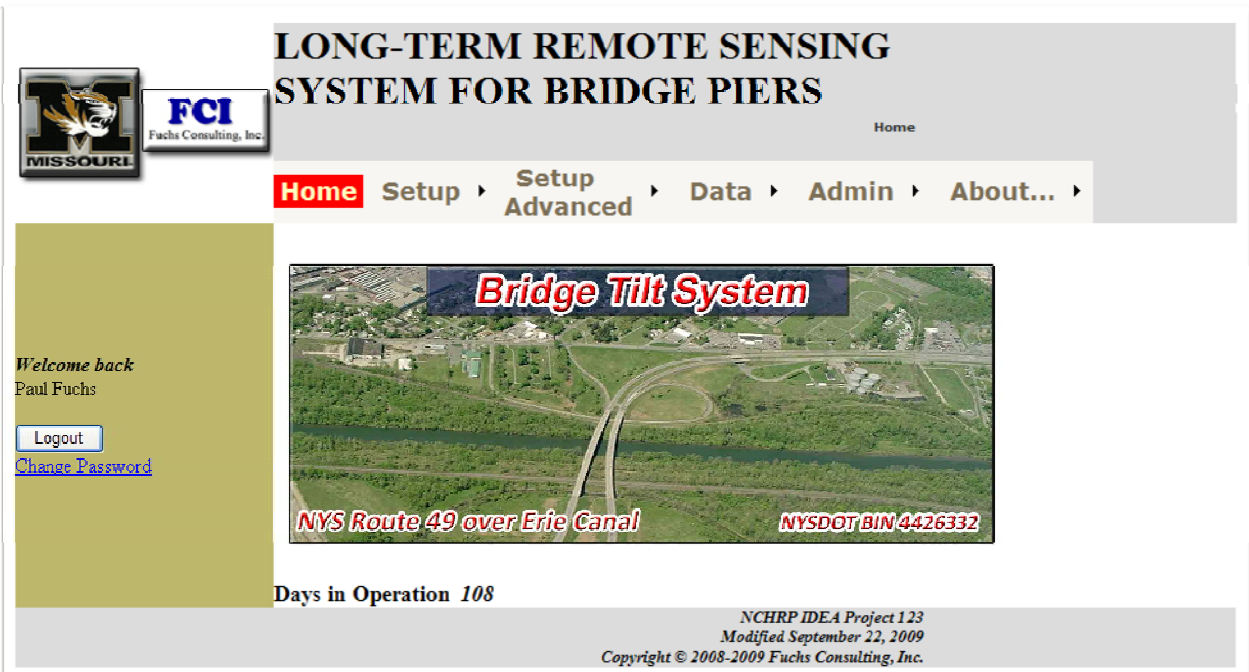 LONG-TERM REMOTE SENSING
SYSTEM FOR BRIDGE PIERS
MISSOURI
FCI
Fuchs Consulting, Inc.
Home
Home Setup Setup Advanced Data Admin About...
Bridge Tilt System
Welcome back
Paul Fuchs
Logout
Change Password
NYS Route 49 over Erie Canal
NYSDOT BIN 4426332
Days in Operation 108
NCHRP IDEA Project 123
Modified September 22, 2009
Copyright © 2008-2009 Fuchs Consulting, Inc.